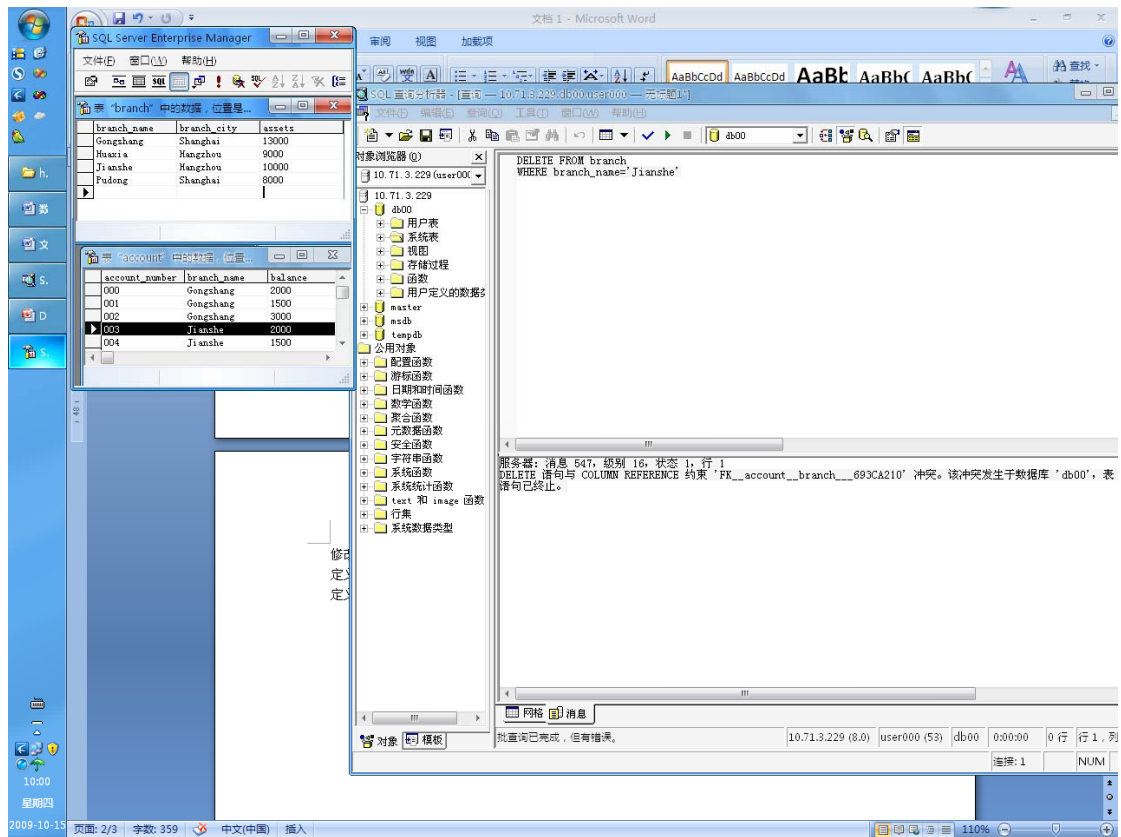 文档 1 - Microsoft Word
审阅 视图 加载项
AaBbCcDd AaBbCcDd AaBb AaBb( AaBb( 查找
SQL Server Enterprise Manager
文件(F) 窗口(W) 帮助(H)
表 “branch” 中的数据，位置是...
branch_name branch_city assets
Gongshang Shanghai 13000
Huaxia Hangzhou 9000
Jianshe Hangzhou 10000
Pudong Shanghai 8000
表 “account” 中的数据，位置...
account_number branch_name balance
000 Gongshang 2000
001 Gongshang 1500
002 Gongshang 3000
003 Jianshe 2000
004 Jianshe 1500
SQL 查询分析器 - [查询 — 10.71.3.229.db00.user000 — 无标题1*]
文件(F) 编辑(E) 查询(Q) 工具(T) 窗口(W) 帮助(H)
db00
对象浏览器(O)
10.71.3.229(user00(
10.71.3.229
db00
用户表
系统表
视图
存储过程
函数
用户定义的数据
master
msdb
tempdb
公用对象
配置函数
游标函数
日期和时间函数
数学函数
聚合函数
元数据函数
安全函数
字符串函数
系统函数
系统统计函数
text 和 image 函数
行集
系统数据类型
对象 模板
DELETE FROM branch
WHERE branch_name='Jianshe'
服务器: 消息 547，级别 16，状态 1，行 1
DELETE 语句与 COLUMN REFERENCE 约束 'FK__account__branch___693CA210' 冲突。该冲突发生于数据库 'db00'，表
语句已终止。
网格 消息
批查询已完成，但有错误。 10.71.3.229 (8.0) user000 (53) db00 0:00:00 0 行 行 1, 列
连接: 1 NUM
修改
定义
定义
48
h.
数
文
S.
D
S.
10:00
星期四
2009-10-15
页面: 2/3 字数: 359 中文(中国) 插入 110%